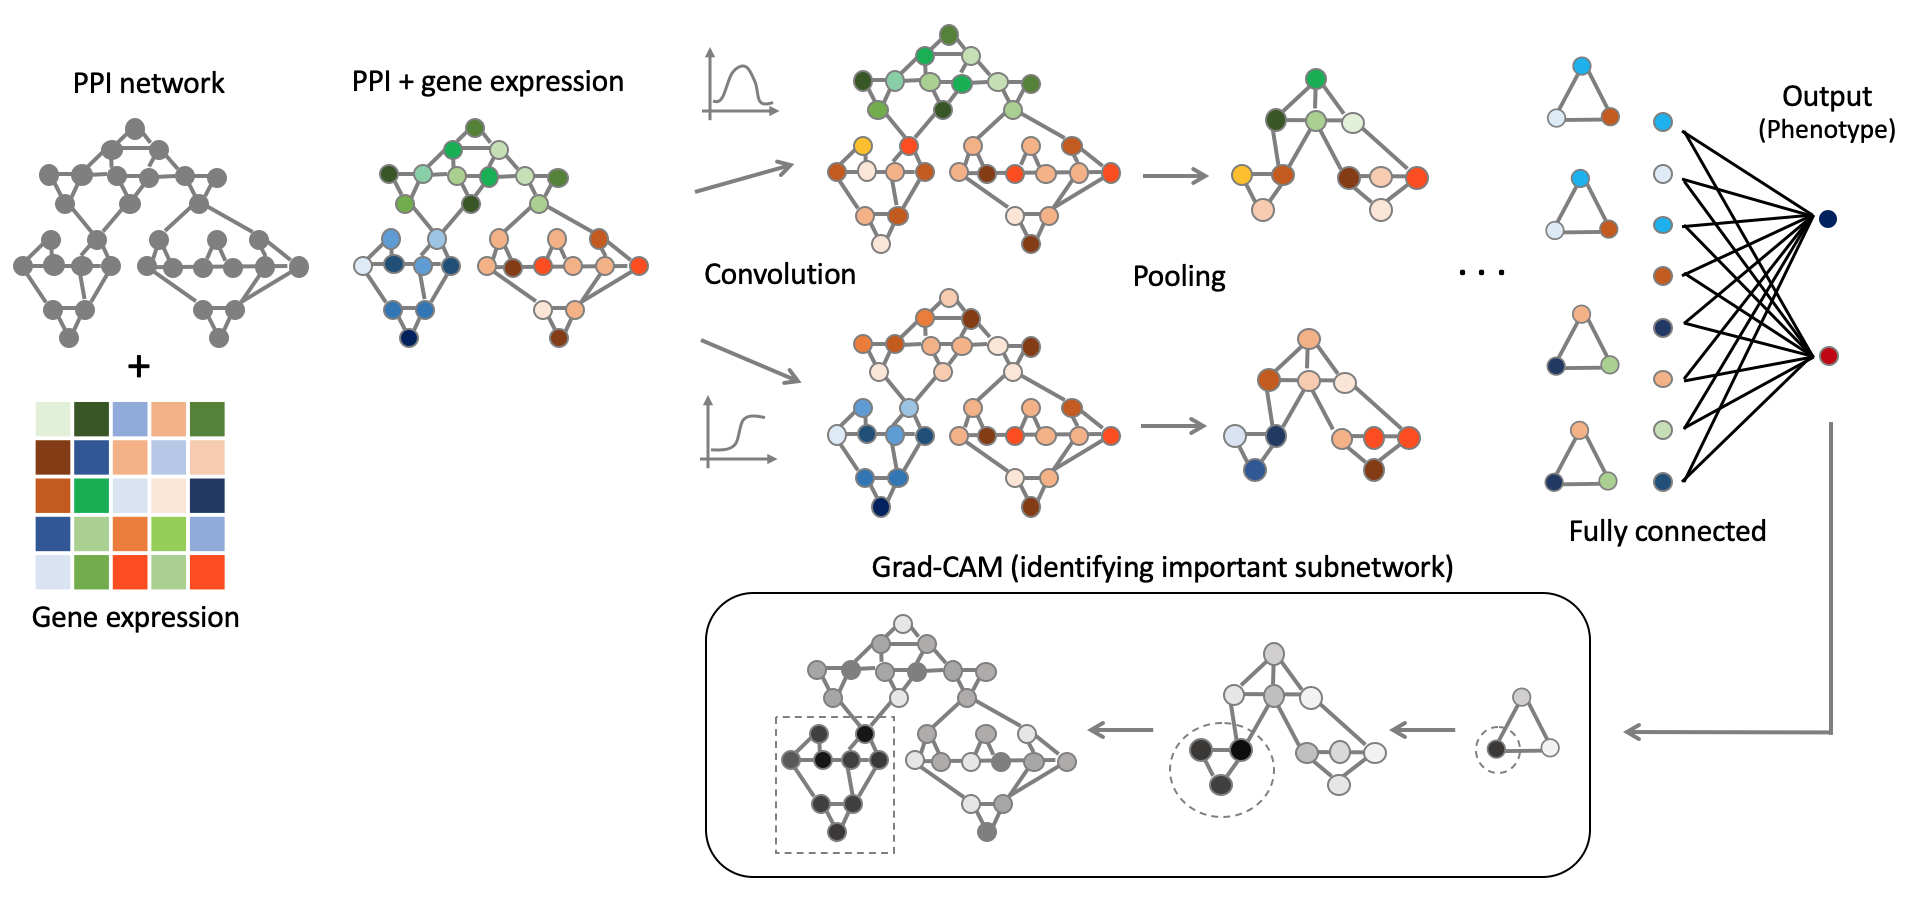 PPI network
PPI + gene expression
+
Gene expression
Convolution
Pooling
. . .
Output
(Phenotype)
Fully connected
Grad-CAM (identifying important subnetwork)